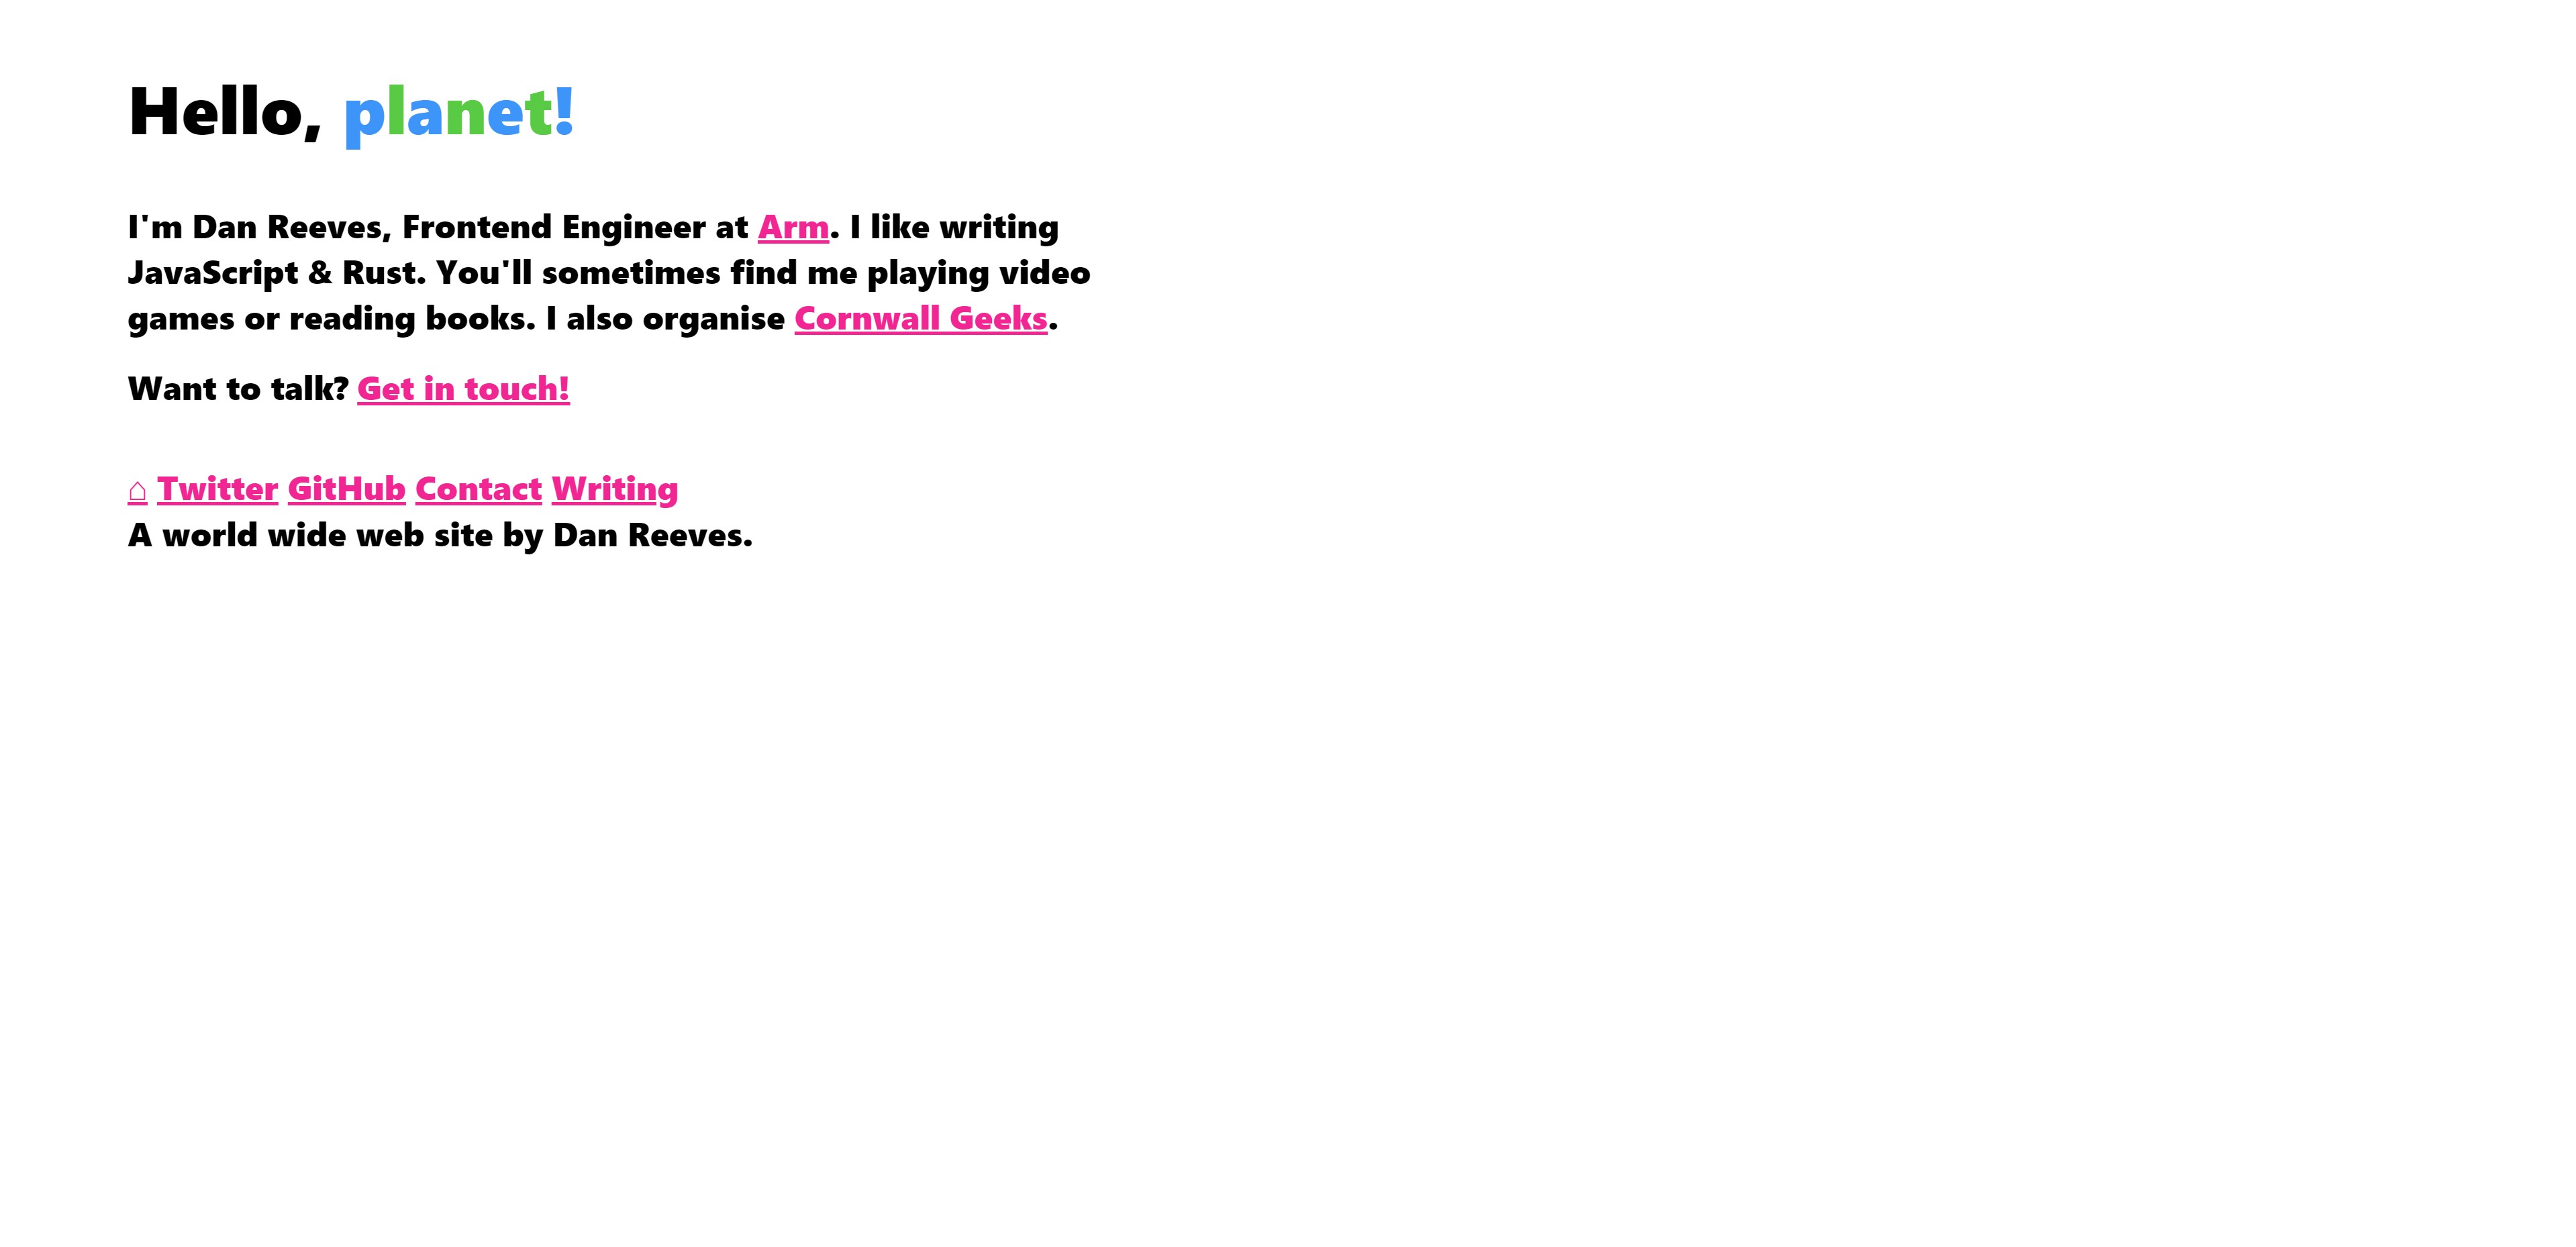 Hello, planet!
I'm Dan Reeves, Frontend Engineer at Arm. I like writing
JavaScript & Rust. You'll sometimes find me playing video
games or reading books. I also organise Cornwall Geeks.
Want to talk? Get in touch!
⌂ Twitter GitHub Contact Writing
A world wide web site by Dan Reeves.